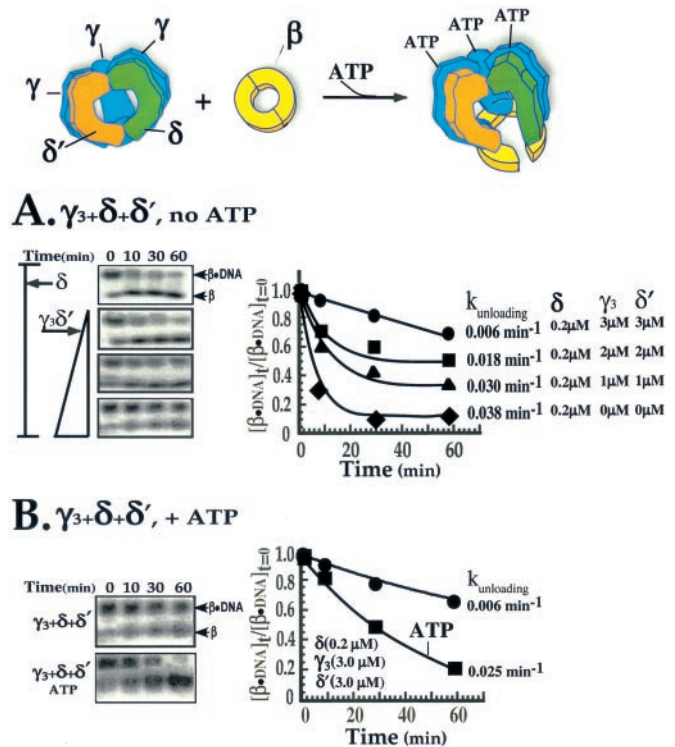 γ γ γ δ′ δ
+
β
ATP
ATP ATP ATP
A. γ₃+δ+δ′, no ATP
Time(min)
0 10 30 60
δ
γ₃δ′
β•DNA
β
[β•DNA]t/[β•DNA]t=0
1.0
0.8
0.6
0.4
0.2
0
0 20 40 60
Time (min)
kunloading δ γ₃ δ′
0.006 min-1 0.2μM 3μM 3μM
0.018 min-1 0.2μM 2μM 2μM
0.030 min-1 0.2μM 1μM 1μM
0.038 min-1 0.2μM 0μM 0μM
B. γ₃+δ+δ′, + ATP
Time(min)
0 10 30 60
γ₃+δ+δ′
β•DNA
β
γ₃+δ+δ′
ATP
[β•DNA]t/[β•DNA]t=0
1.0
0.8
0.6
0.4
0.2
0
0 20 40 60
Time (min)
kunloading
0.006 min-1
ATP
0.025 min-1
δ(0.2 μM)
γ₃(3.0 μM)
δ′(3.0 μM)